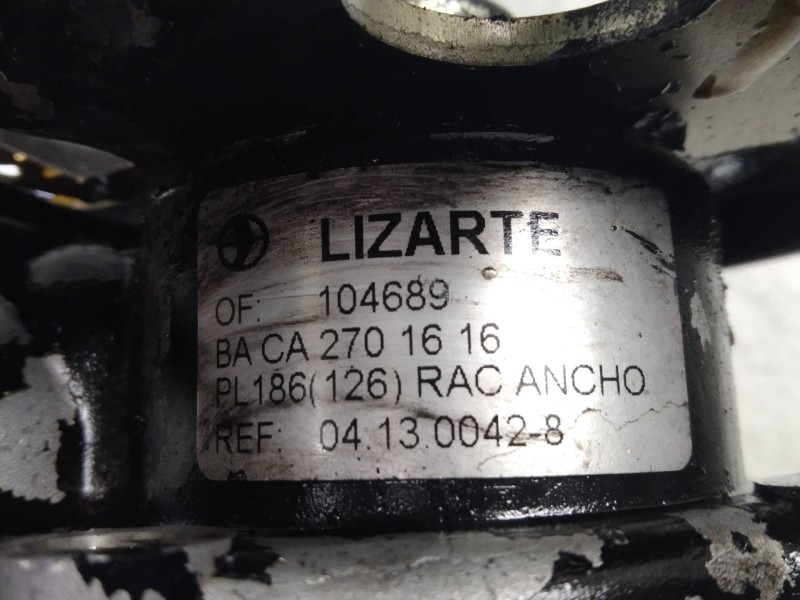 LIZARTE
OF: 104689
BA CA 270 16 16
PL186(126) RAC ANCHO
REF: 04.13.0042-8